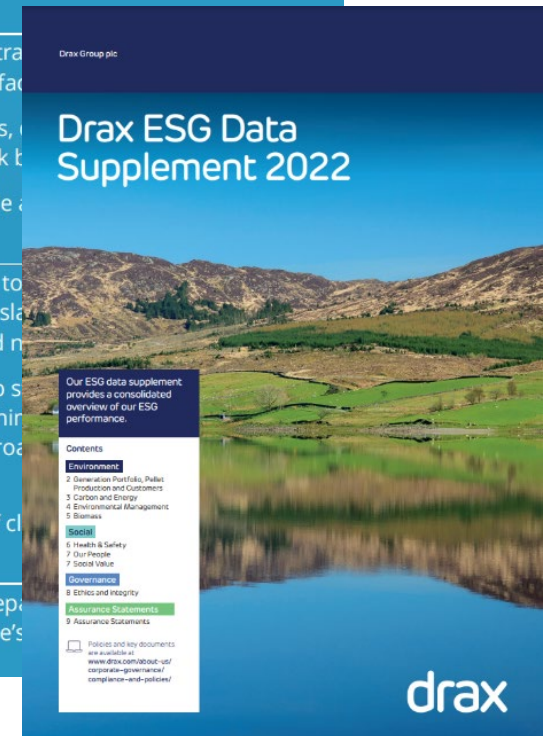 Drax Group plc
Drax ESG Data
Supplement 2022
Our ESG data supplement
provides a consolidated
overview of our ESG
performance.
Contents
Environment
2 Generation Portfolio, Pellet
Production and Customers
3 Carbon and Energy
4 Environmental Management
5 Biomass
Social
6 Health & Safety
7 Our People
7 Social Value
Governance
8 Ethics and integrity
Assurance Statements
9 Assurance Statements
Policies and key documents
are available at
www.drax.com/about-us/
corporate-governance/
compliance-and-policies/
drax